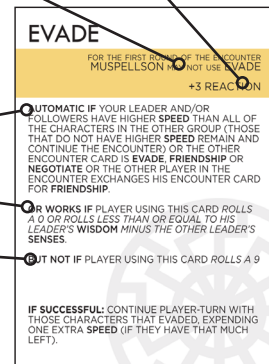 EVADE
FOR THE FIRST ROUND OF THE ENCOUNTER
MUSPELLSON MAY NOT USE EVADE
+3 REACTION
AUTOMATIC IF YOUR LEADER AND/OR
FOLLOWERS HAVE HIGHER SPEED THAN ALL OF
THE CHARACTERS IN THE OTHER GROUP (THOSE
THAT DO NOT HAVE HIGHER SPEED REMAIN AND
CONTINUE THE ENCOUNTER) OR THE OTHER
ENCOUNTER CARD IS EVADE, FRIENDSHIP OR
NEGOTIATE OR THE OTHER PLAYER IN THE
ENCOUNTER EXCHANGES HIS ENCOUNTER CARD
FOR FRIENDSHIP.
OR WORKS IF PLAYER USING THIS CARD ROLLS
A 0 OR ROLLS LESS THAN OR EQUAL TO HIS
LEADER'S WISDOM MINUS THE OTHER LEADER'S
SENSES.
BUT NOT IF PLAYER USING THIS CARD ROLLS A 9
IF SUCCESSFUL: CONTINUE PLAYER-TURN WITH
THOSE CHARACTERS THAT EVADED, EXPENDING
ONE EXTRA SPEED (IF THEY HAVE THAT MUCH
LEFT).